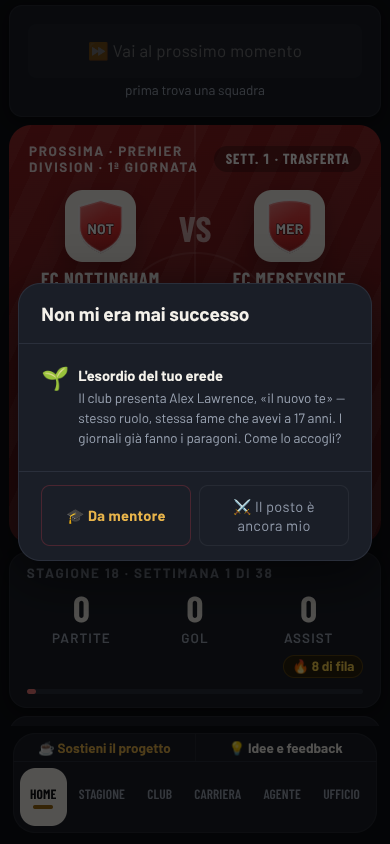 ⏩ Vai al prossimo momento
prima trova una squadra
PROSSIMA · PREMIER
DIVISION · 1ª GIORNATA
SETT. 1 · TRASFERTA
NOT
VS
MER
FC NOTTINGHAM
FC MERSEYSIDE
Non mi era mai successo
🌱 L'esordio del tuo erede
Il club presenta Alex Lawrence, «il nuovo te» —
stesso ruolo, stessa fame che avevi a 17 anni. I
giornali già fanno i paragoni. Come lo accogli?
🎓 Da mentore
⚔️ Il posto è
ancora mio
STAGIONE 18 · SETTIMANA 1 DI 38
0 0 0
PARTITE GOL ASSIST
🔥 8 di fila
☕ Sostieni il progetto 💡 Idee e feedback
HOME STAGIONE CLUB CARRIERA AGENTE UFFICIO